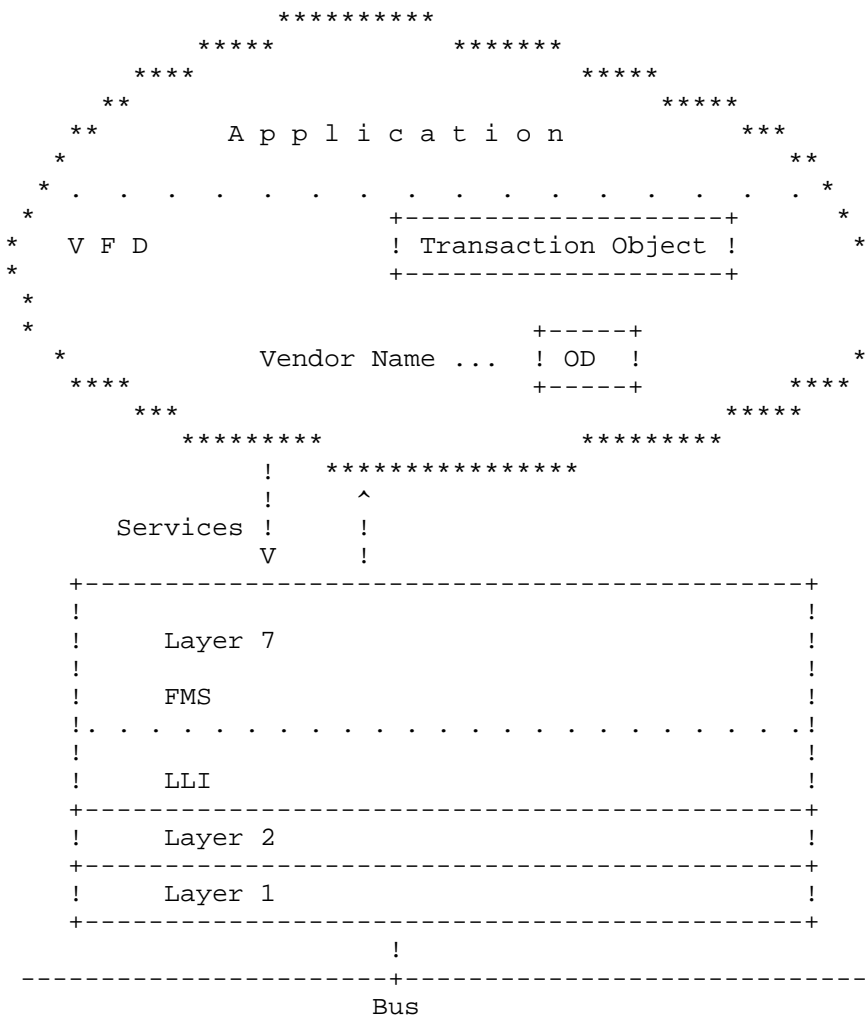 A p p l i c a t i o n
V F D
Transaction Object
Vendor Name ... OD
Services
V
Layer 7
FMS
LLI
Layer 2
Layer 1
Bus